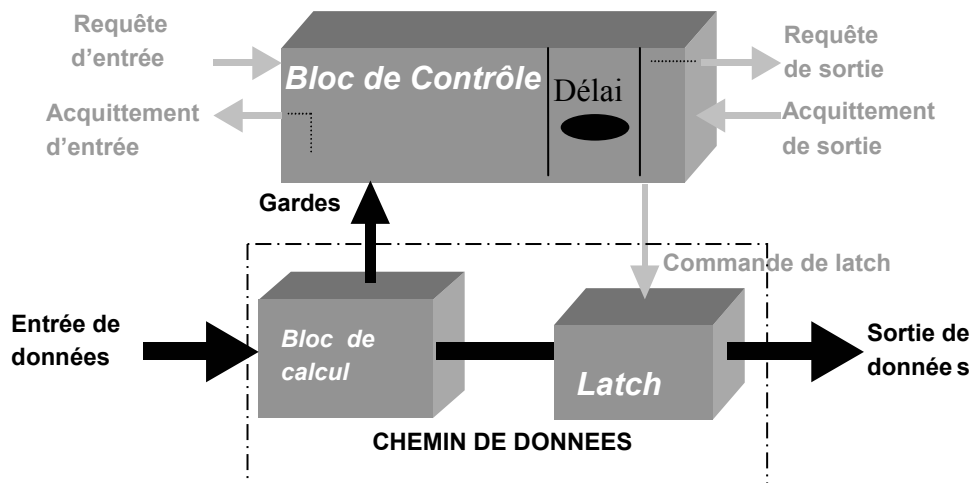 Requête
d'entrée
Acquittement
d'entrée
Bloc de Contrôle
Délai
Requête
de sortie
Acquittement
de sortie
Gardes
Commande de latch
Entrée de
données
Bloc de
calcul
Latch
Sortie de
donnée s
CHEMIN DE DONNEES